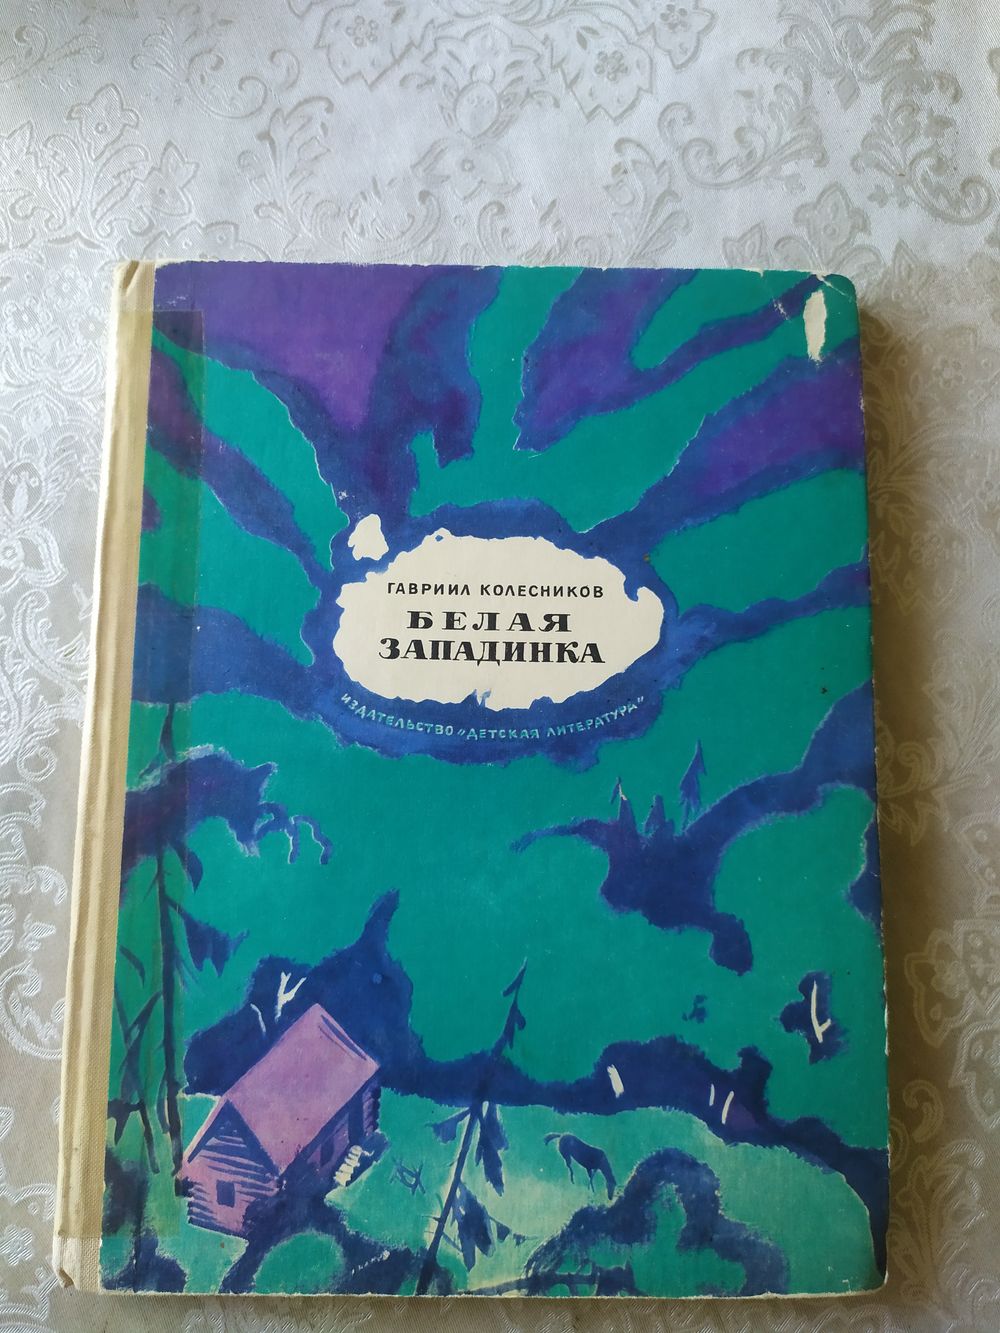 ГАВРИИЛ КОЛЕСНИКОВ
БЕЛАЯ
ЗАПАДИНКА
ИЗДАТЕЛЬСТВО "ДЕТСКАЯ ЛИТЕРАТУРА"